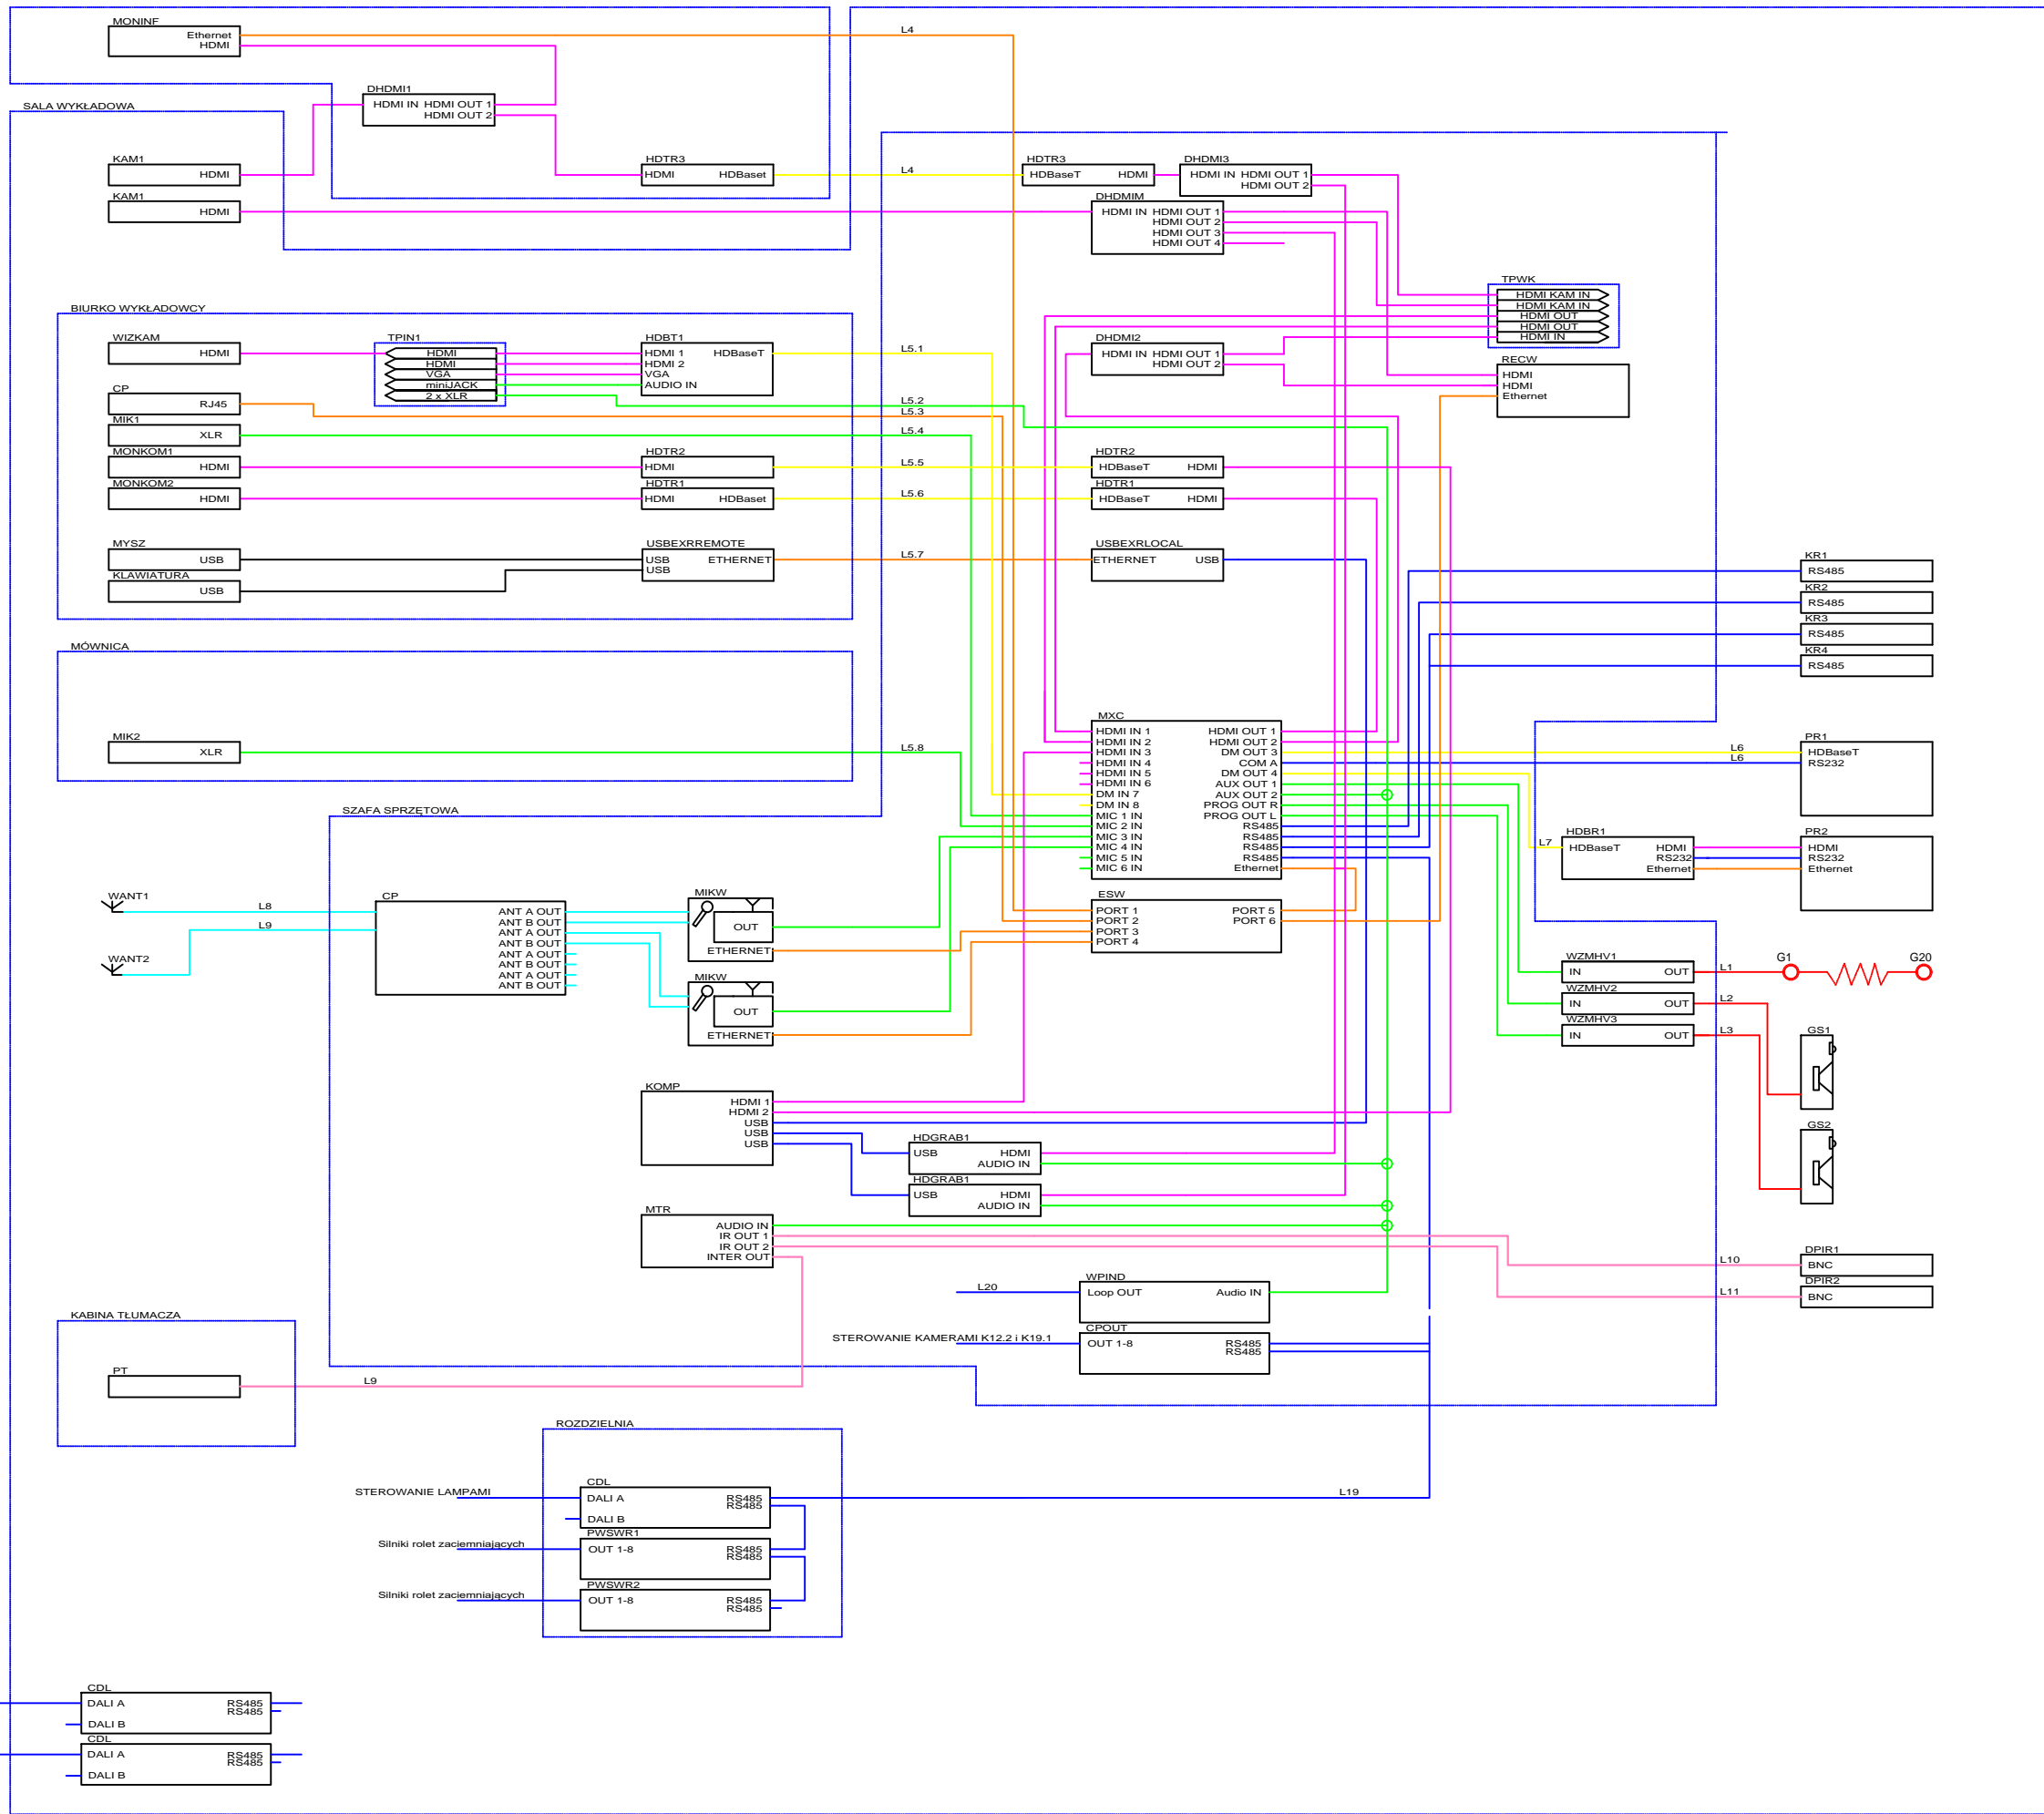 MONINF
Ethernet
HDMI
L4
DHDMI1
HDMI IN HDMI OUT 1
HDMI OUT 2
SALA WYKŁADOWA
KAM1
HDMI
HDTR3
HDMI HDBaset
L4
HDTR3
HDBaseT HDMI
DHDMI3
HDMI IN HDMI OUT 1
HDMI OUT 2
KAM1
HDMI
DHDMIM
HDMI IN HDMI OUT 1
HDMI OUT 2
HDMI OUT 3
HDMI OUT 4
TPWK
HDMI KAM IN
HDMI KAM IN
HDMI OUT
HDMI OUT
HDMI IN
BIURKO WYKŁADOWCY
WIZKAM
HDMI
TPIN1
HDMI
HDMI
VGA
miniJACK
2 x XLR
HDBT1
HDMI 1 HDBaseT
HDMI 2
VGA
AUDIO IN
L5.1
DHDMI2
HDMI IN HDMI OUT 1
HDMI OUT 2
RECW
HDMI
HDMI
Ethernet
CP
RJ45
L5.2
L5.3
MIK1
XLR
L5.4
MONKOM1
HDMI
HDTR2
HDMI
L5.5
HDTR2
HDBaseT HDMI
MONKOM2
HDMI
HDTR1
HDMI HDBaset
L5.6
HDTR1
HDBaseT HDMI
MYSZ
USB
USBEXRREMOTE
USB ETHERNET
USB
L5.7
USBEXRLOCAL
ETHERNET USB
KLAWIATURA
USB
KR1
RS485
KR2
RS485
KR3
RS485
KR4
RS485
MÓWNICA
MIK2
XLR
L5.8
MXC
HDMI IN 1 HDMI OUT 1
HDMI IN 2 HDMI OUT 2
HDMI IN 3 DM OUT 3
HDMI IN 4 COM A
HDMI IN 5 DM OUT 4
HDMI IN 6 AUX OUT 1
DM IN 7 AUX OUT 2
DM IN 8 PROG OUT R
MIC 1 IN PROG OUT L
MIC 2 IN RS485
MIC 3 IN RS485
MIC 4 IN RS485
MIC 5 IN RS485
MIC 6 IN Ethernet
L6
L6
PR1
HDBaseT
RS232
SZAFA SPRZĘTOWA
L7
HDBR1
HDBaseT HDMI
RS232
Ethernet
PR2
HDMI
RS232
Ethernet
WANT1
L8
L9
WANT2
CP
ANT A OUT
ANT B OUT
ANT A OUT
ANT B OUT
ANT A OUT
ANT B OUT
ANT A OUT
ANT B OUT
MIKW
OUT
ETHERNET
MIKW
OUT
ETHERNET
ESW
PORT 1 PORT 5
PORT 2 PORT 6
PORT 3
PORT 4
WZMHV1
IN OUT
L1
G1
G20
WZMHV2
IN OUT
L2
WZMHV3
IN OUT
L3
GS1
GS2
KOMP
HDMI 1
HDMI 2
USB
USB
USB
HDGRAB1
USB HDMI
AUDIO IN
HDGRAB1
USB HDMI
AUDIO IN
MTR
AUDIO IN
IR OUT 1
IR OUT 2
INTER OUT
L10
DPIR1
BNC
L11
DPIR2
BNC
L20
WPIND
Loop OUT Audio IN
STEROWANIE KAMERAMI K12.2 i K19.1
CPOUT
OUT 1-8 RS485
RS485
KABINA TŁUMACZA
PT
L9
ROZDZIELNIA
STEROWANIE LAMPAMI
CDL
DALI A RS485
RS485
DALI B
L19
Silniki rolet zaciemniających
PWSWR1
OUT 1-8 RS485
RS485
Silniki rolet zaciemniających
PWSWR2
OUT 1-8 RS485
RS485
CDL
DALI A RS485
RS485
DALI B
CDL
DALI A RS485
RS485
DALI B